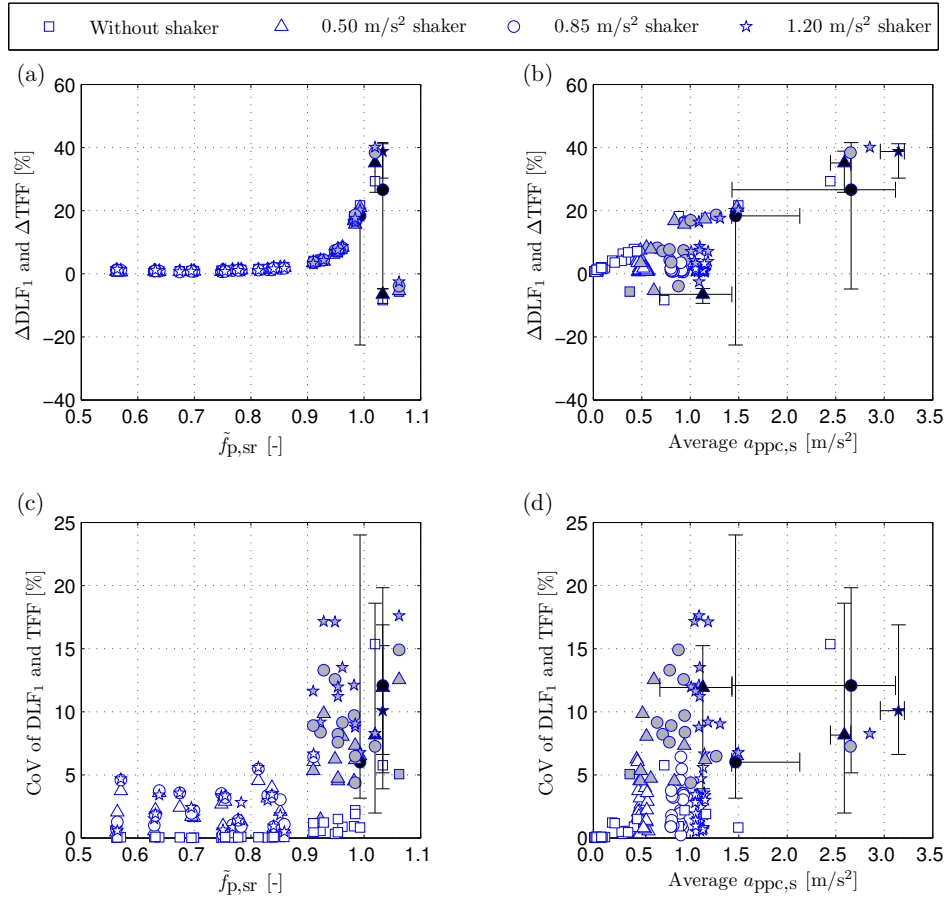 Without shaker 0.50 m/s² shaker 0.85 m/s² shaker 1.20 m/s² shaker
(a)
60
40
20
0
−20
−40
ΔDLF₁ and ΔTFF [%]
0.5 0.6 0.7 0.8 0.9 1.0 1.1
f̃p,sr [-]
(b)
60
40
20
0
−20
−40
ΔDLF₁ and ΔTFF [%]
0.0 0.5 1.0 1.5 2.0 2.5 3.0 3.5
Average appc,s [m/s²]
(c)
25
20
15
10
5
0
CoV of DLF₁ and TFF [%]
0.5 0.6 0.7 0.8 0.9 1.0 1.1
f̃p,sr [-]
(d)
25
20
15
10
5
0
CoV of DLF₁ and TFF [%]
0.0 0.5 1.0 1.5 2.0 2.5 3.0 3.5
Average appc,s [m/s²]